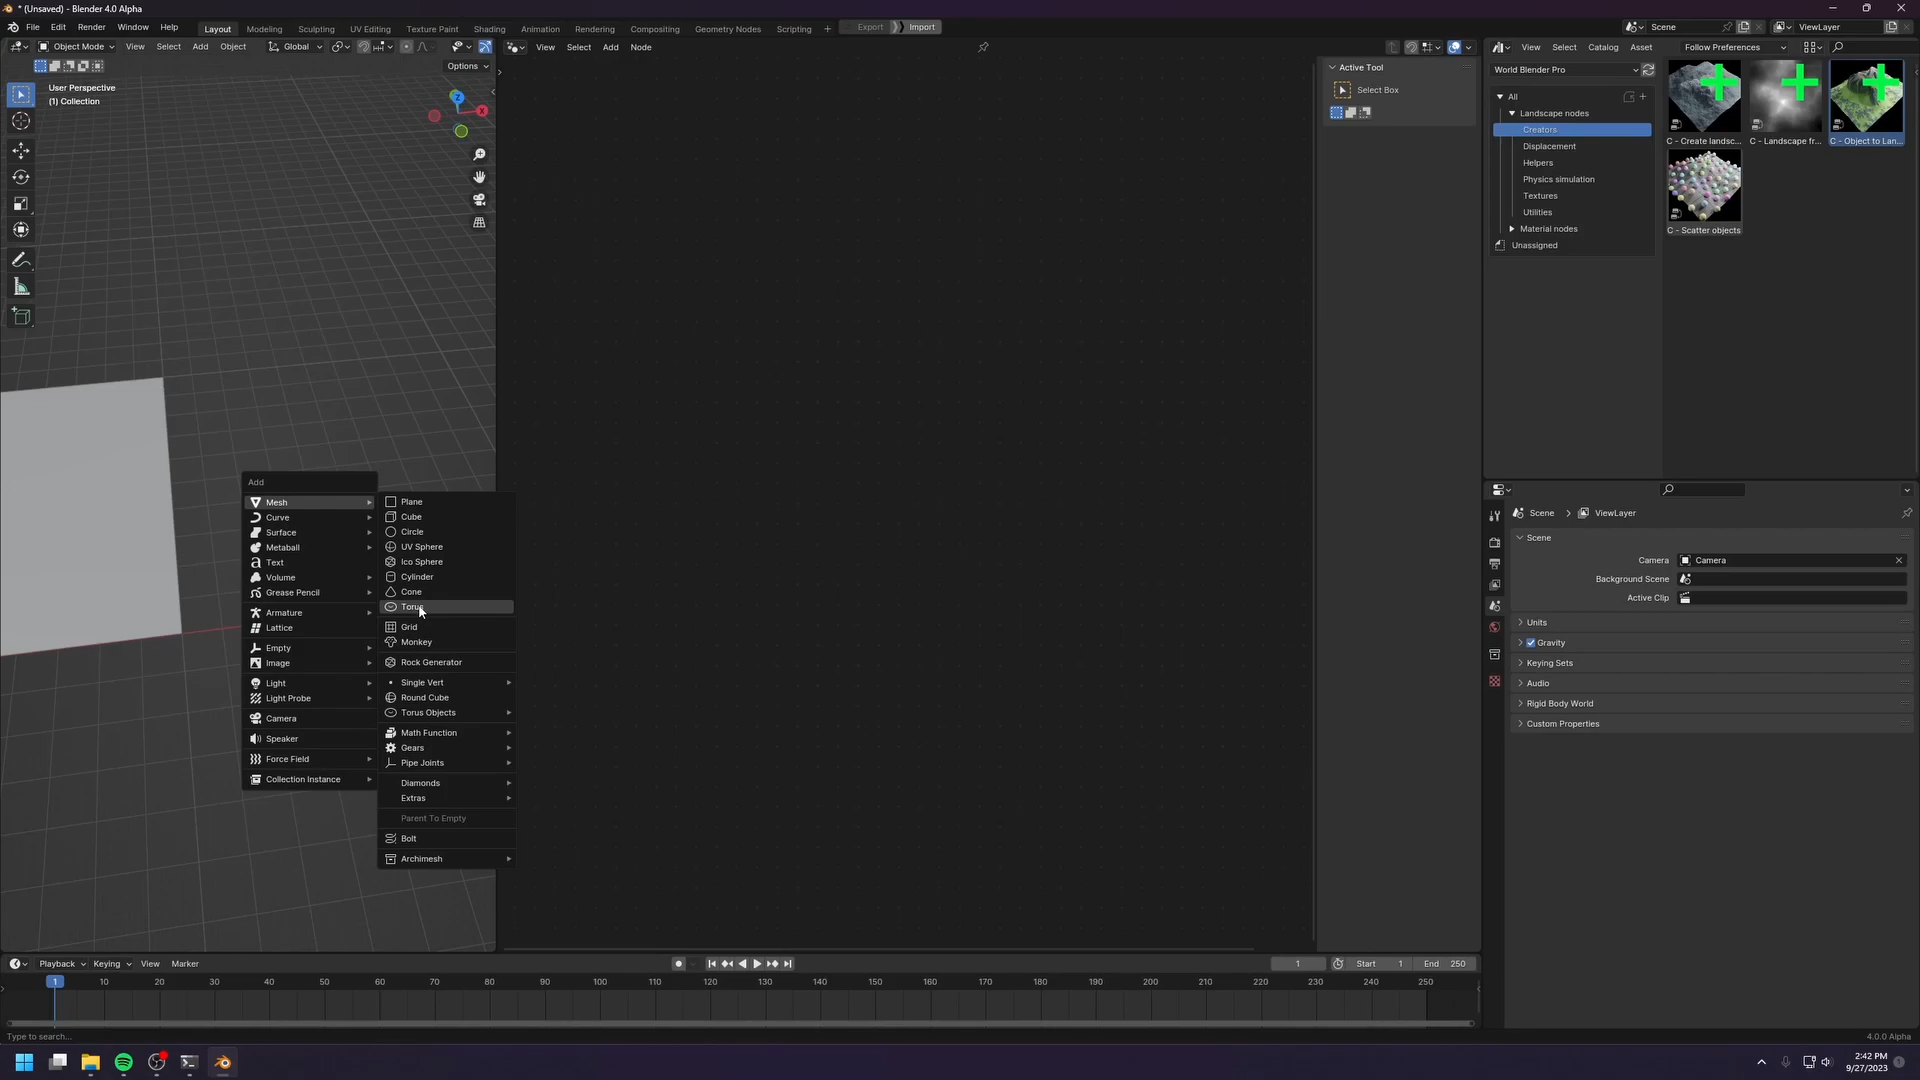 * (Unsaved) - Blender 4.0 Alpha
File Edit Render Window Help Layout Modeling Sculpting UV Editing Texture Paint Shading Animation Rendering Compositing Geometry Nodes Scripting + Export Import Scene ViewLayer
Object Mode View Select Add Object Global View Select Add Node View Select Catalog Asset Follow Preferences
Options
User Perspective
(1) Collection
Z
X
Active Tool
Select Box
World Blender Pro
All
Landscape nodes
Creators
Displacement
Helpers
Physics simulation
Textures
Utilities
Material nodes
Unassigned
C - Create landsc...
C - Landscape fr...
C - Object to Lan...
C - Scatter objects
Add
Mesh
Curve
Surface
Metaball
Text
Volume
Grease Pencil
Armature
Lattice
Empty
Image
Light
Light Probe
Camera
Speaker
Force Field
Collection Instance
Plane
Cube
Circle
UV Sphere
Ico Sphere
Cylinder
Cone
Torus
Grid
Monkey
Rock Generator
Single Vert
Round Cube
Torus Objects
Math Function
Gears
Pipe Joints
Diamonds
Extras
Parent To Empty
Bolt
Archimesh
Scene > ViewLayer
Scene
Camera Camera
Background Scene
Active Clip
Units
Gravity
Keying Sets
Audio
Rigid Body World
Custom Properties
Playback Keying View Marker 1 Start 1 End 250
1 10 20 30 40 50 60 70 80 90 100 110 120 130 140 150 160 170 180 190 200 210 220 230 240 250
Type to search...
4.0.0 Alpha
2:42 PM
9/27/2023